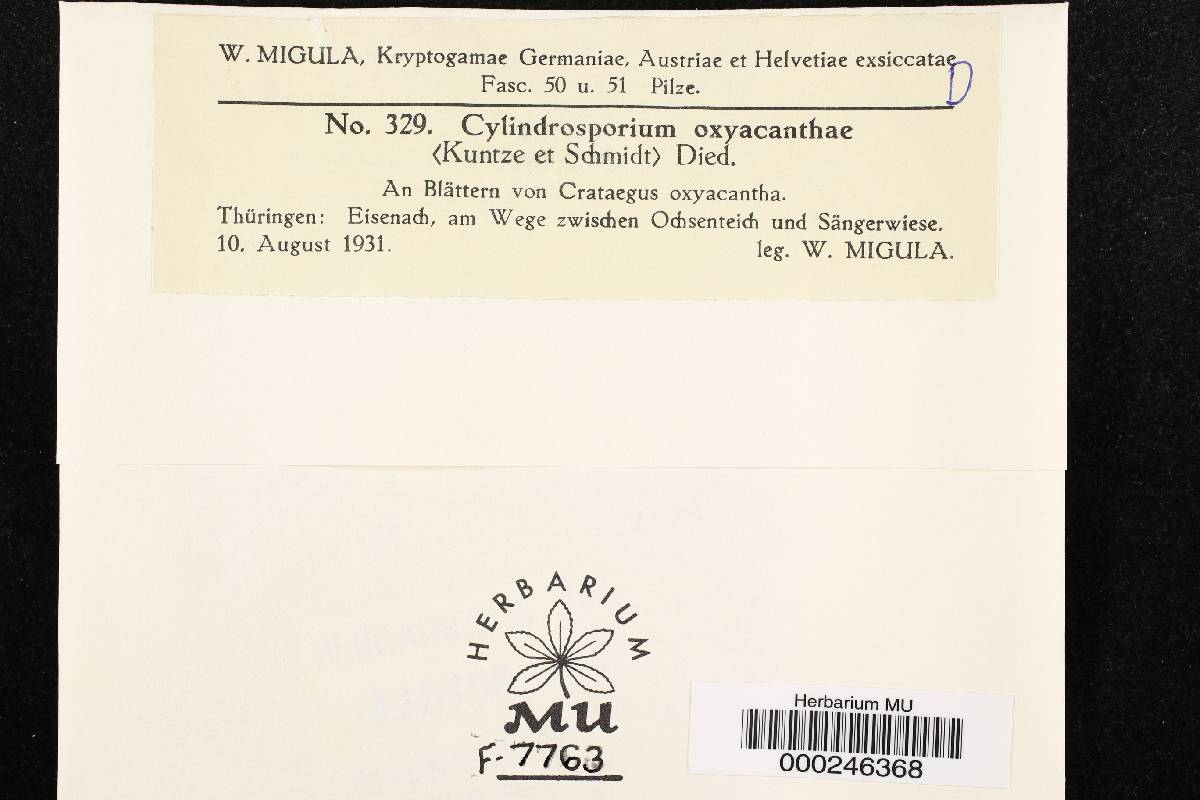 W. MIGULA, Kryptogamae Germaniae, Austriae et Helvetiae exsiccatae
D
Fasc. 50 u. 51 Pilze.
No. 329. Cylindrosporium oxyacanthae
⟨Kuntze et Schmidt⟩ Died.
An Blättern von Crataegus oxyacantha.
Thüringen: Eisenach, am Wege zwischen Ochsenteich und Sängerwiese.
10. August 1931. leg. W. MIGULA.
HERBARIUM
MU
F-7763
Herbarium MU
000246368